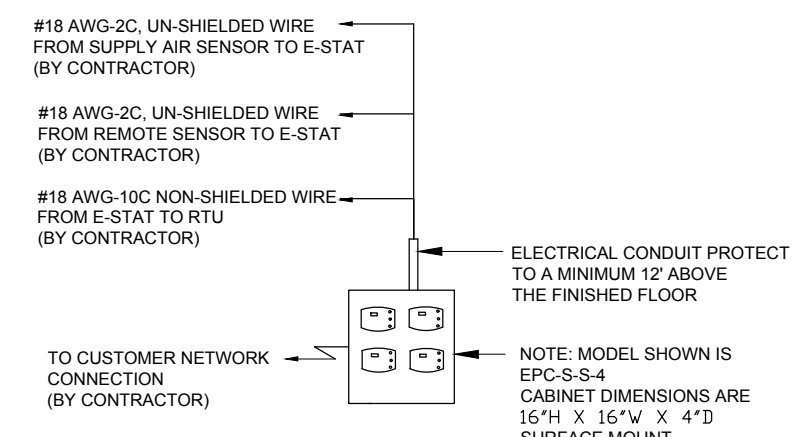 #18 AWG-2C, UN-SHIELDED WIRE
FROM SUPPLY AIR SENSOR TO E-STAT
(BY CONTRACTOR)
#18 AWG-2C, UN-SHIELDED WIRE
FROM REMOTE SENSOR TO E-STAT
(BY CONTRACTOR)
#18 AWG-10C NON-SHIELDED WIRE
FROM E-STAT TO RTU
(BY CONTRACTOR)
ELECTRICAL CONDUIT PROTECT
TO A MINIMUM 12' ABOVE
THE FINISHED FLOOR
TO CUSTOMER NETWORK
CONNECTION
(BY CONTRACTOR)
NOTE: MODEL SHOWN IS
EPC-S-S-4
CABINET DIMENSIONS ARE
16"H X 16"W X 4"D
SURFACE MOUNT